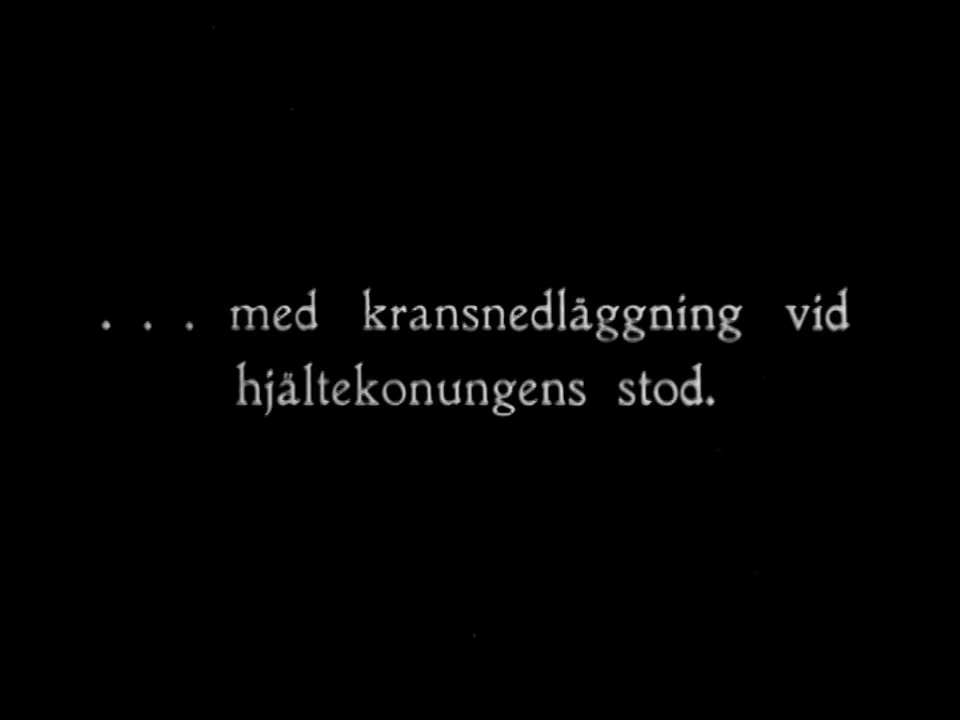 . . . med kransnedläggning vid
hjältekonungens stod.